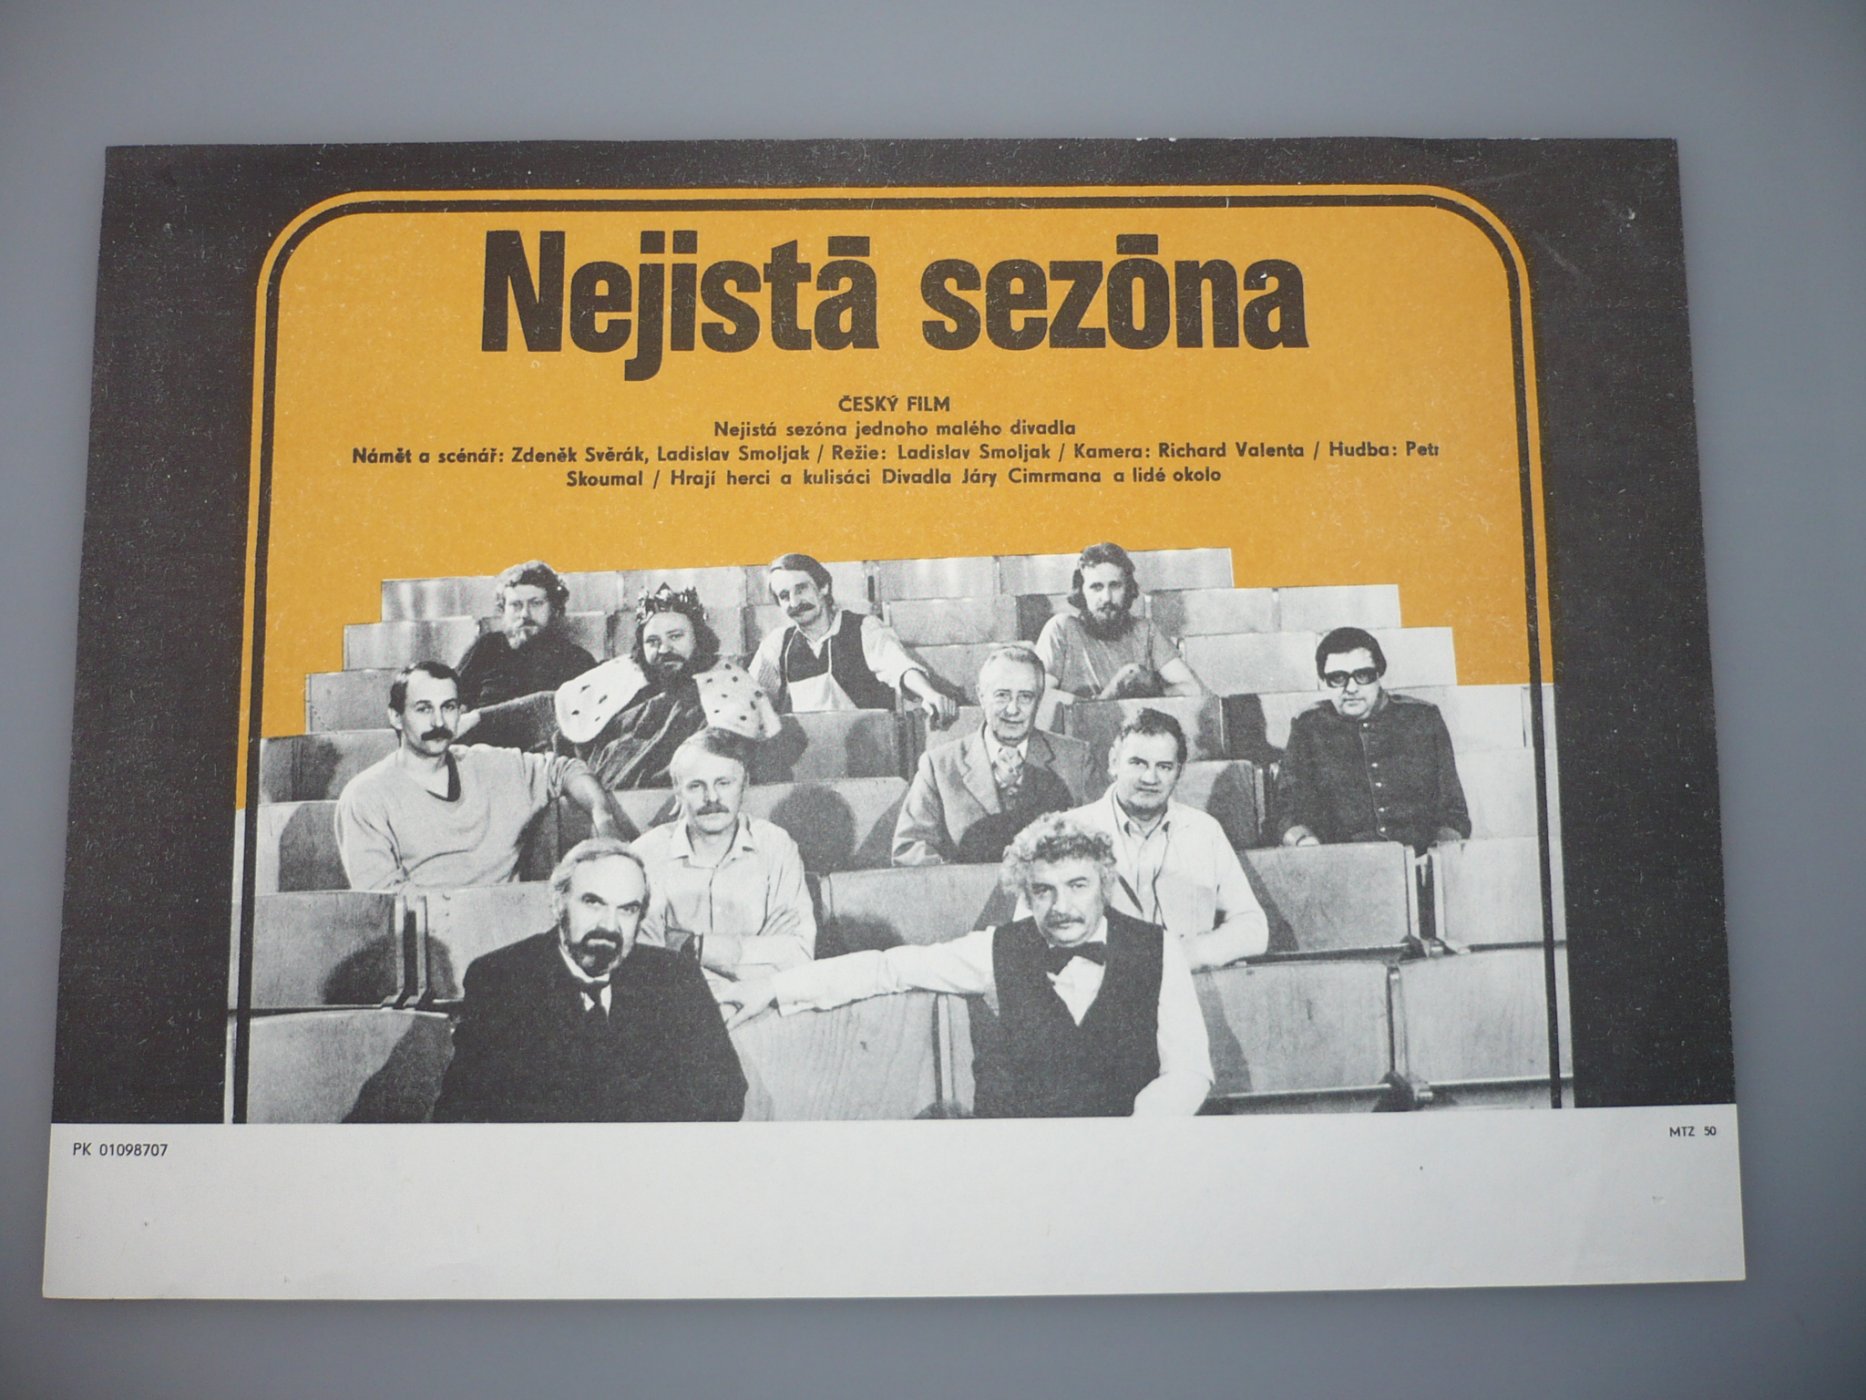 Nejistá sezóna
ČESKÝ FILM
Nejistá sezóna jednoho malého divadla
Námět a scénář: Zdeněk Svěrák, Ladislav Smoljak / Režie: Ladislav Smoljak / Kamera: Richard Valenta / Hudba: Petr
Skoumal / Hrají herci a kulisáci Divadla Járy Cimrmana a lidé okolo
PK 01098707
MTZ 50